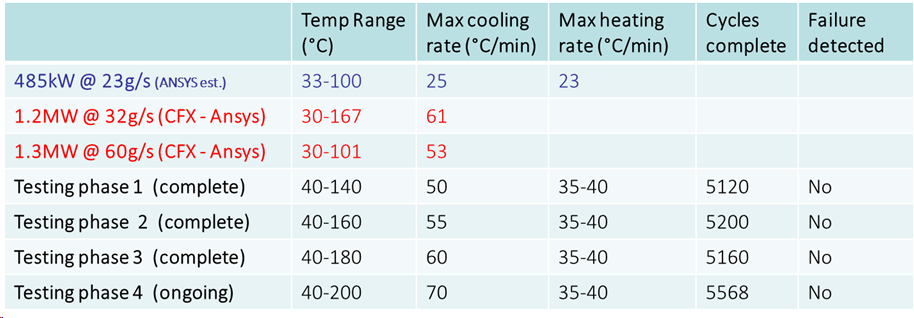 Temp Range (°C) Max cooling rate (°C/min) Max heating rate (°C/min) Cycles complete Failure detected
485kW @ 23g/s (ANSYS est.) 33-100 25 23
1.2MW @ 32g/s (CFX - Ansys) 30-167 61
1.3MW @ 60g/s (CFX - Ansys) 30-101 53
Testing phase 1 (complete) 40-140 50 35-40 5120 No
Testing phase 2 (complete) 40-160 55 35-40 5200 No
Testing phase 3 (complete) 40-180 60 35-40 5160 No
Testing phase 4 (ongoing) 40-200 70 35-40 5568 No